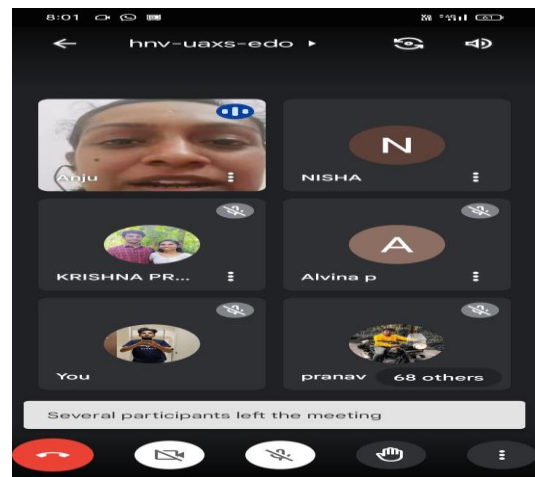 8:01
hnv-uaxs-edo
Anju
N
NISHA
KRISHNA PR...
A
Alvina p
You
pranav
68 others
Several participants left the meeting